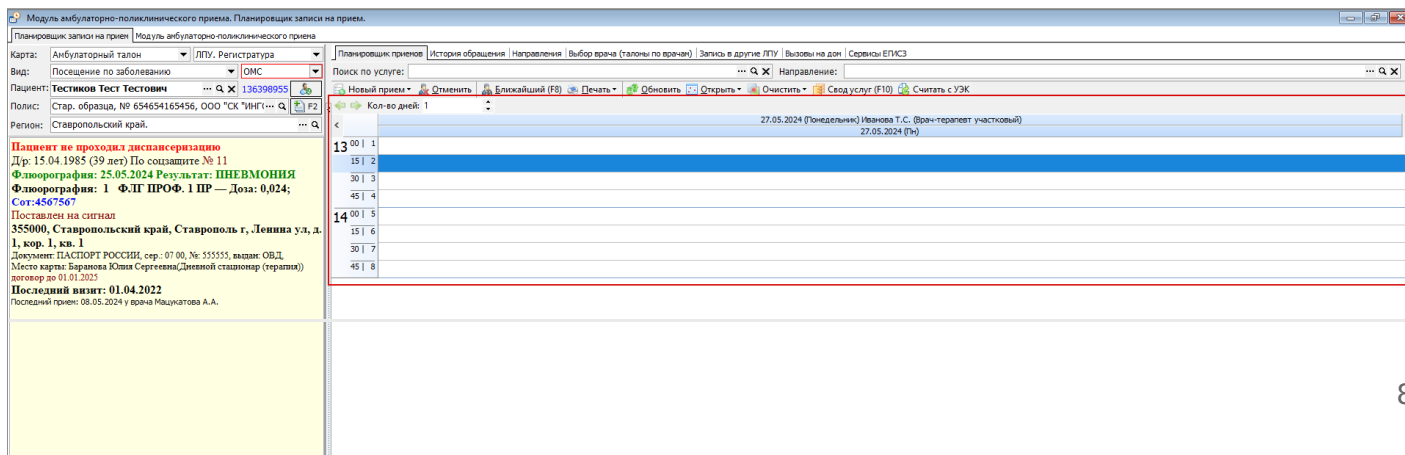 Модуль амбулаторно-поликлинического приема. Планировщик записи на прием.
Планировщик записи на прием Модуль амбулаторно-поликлинического приема
Карта: Амбулаторный талон ЛПУ. Регистратура
Вид: Посещение по заболеванию ОМС
Пациент: Тестиков Тест Тестович ... 136398955
Полис: Стар. образца, № 654654165456, ООО "СК "ИНГ(... F2
Регион: Ставропольский край. ...
Пациент не проходил диспансеризацию
Д/р: 15.04.1985 (39 лет) По соцзащите № 11
Флюорография: 25.05.2024 Результат: ПНЕВМОНИЯ
Флюорография: 1 ФЛГ ПРОФ. 1 ПР — Доза: 0,024;
Сот:4567567
Поставлен на сигнал
355000, Ставропольский край, Ставрополь г, Ленина ул, д.
1, кор. 1, кв. 1
Документ: ПАСПОРТ РОССИИ, сер.: 07 00, №: 555555, выдан: ОВД,
Место карты: Баранова Юлия Сергеевна(Дневной стационар (терапия))
договор до 01.01.2025
Последний визит: 01.04.2022
Последний прием: 08.05.2024 у врача Мацукатова А.А.
Планировщик приемов История обращения Направления Выбор врача (талоны по врачам) Запись в другие ЛПУ Вызовы на дом Сервисы ЕГИСЗ
Поиск по услуге: ... Направление: ...
Новый прием Отменить Ближайший (F8) Печать Обновить Открыть Очистить Свод услуг (F10) Считать с УЭК
Кол-во дней: 1
< 27.05.2024 (Понедельник) Иванова Т.С. (Врач-терапевт участковый)
27.05.2024 (Пн)
13 00 | 1
15 | 2
30 | 3
45 | 4
14 00 | 5
15 | 6
30 | 7
45 | 8
8